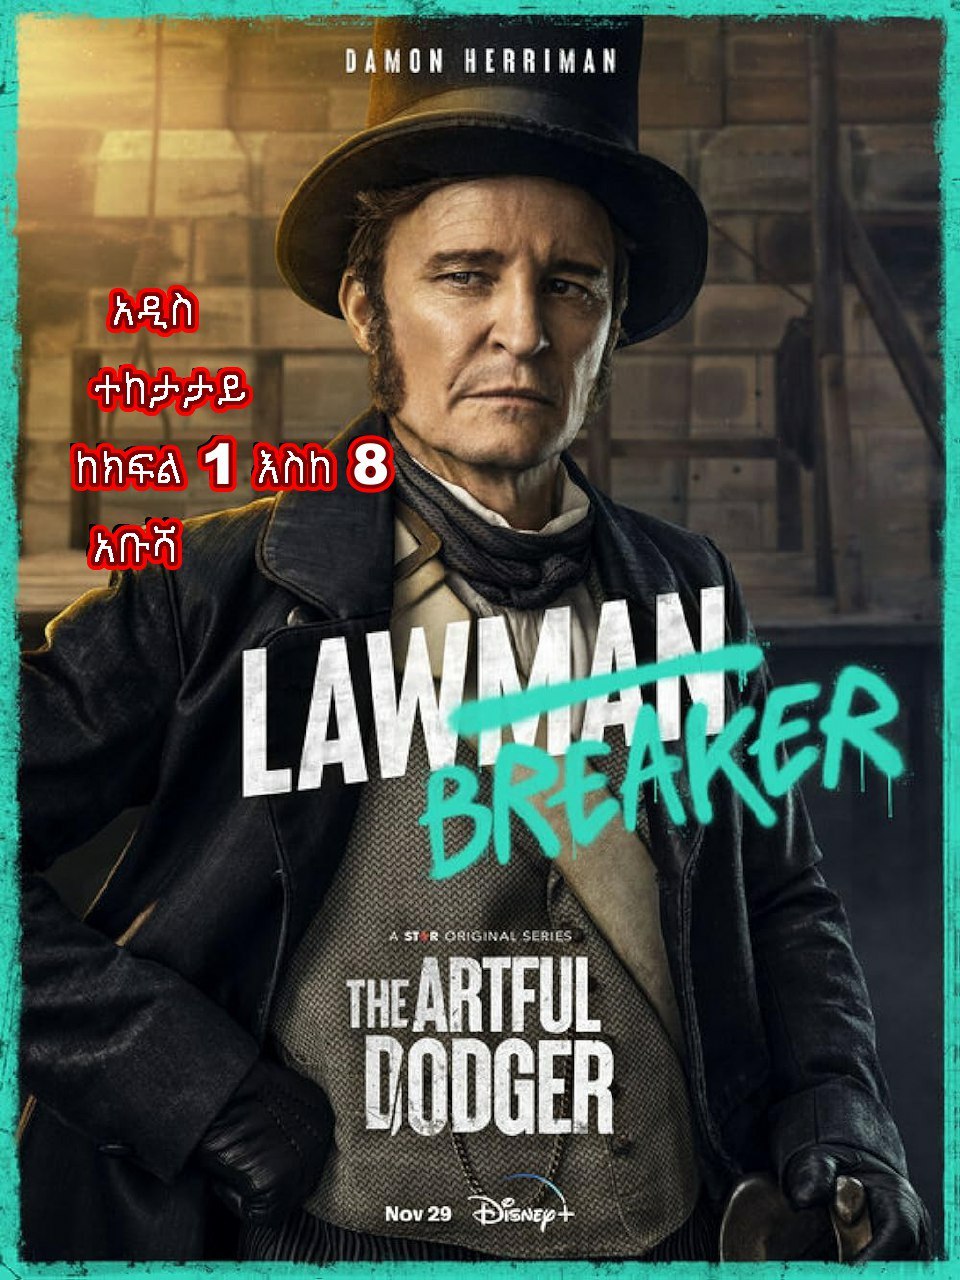 DAMON HERRIMAN
አዲስ
ተከታታይ
ከክፍል 1 እስከ 8
አቡሻ
LAWMAN
BREAKER
A STAR ORIGINAL SERIES
THE ARTFUL
DODGER
Nov 29 Disney+